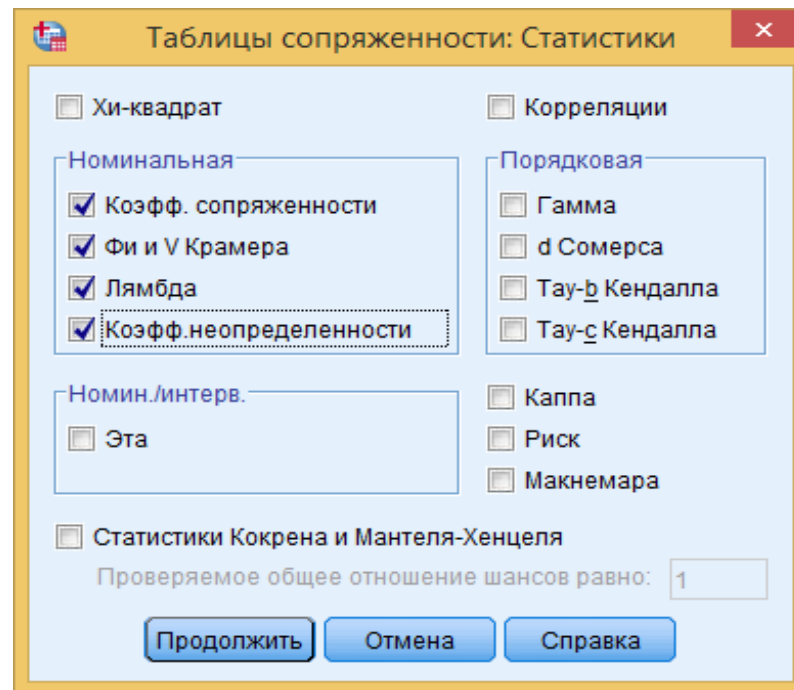 Таблицы сопряженности: Статистики
Хи-квадрат
Корреляции
Номинальная
Коэфф. сопряженности
Фи и V Крамера
Лямбда
Коэфф.неопределенности
Порядковая
Гамма
d Сомерса
Тау-b Кендалла
Тау-c Кендалла
Номин./интерв.
Эта
Каппа
Риск
Макнемара
Статистики Кокрена и Мантеля-Хенцеля
Проверяемое общее отношение шансов равно: 1
Продолжить Отмена Справка